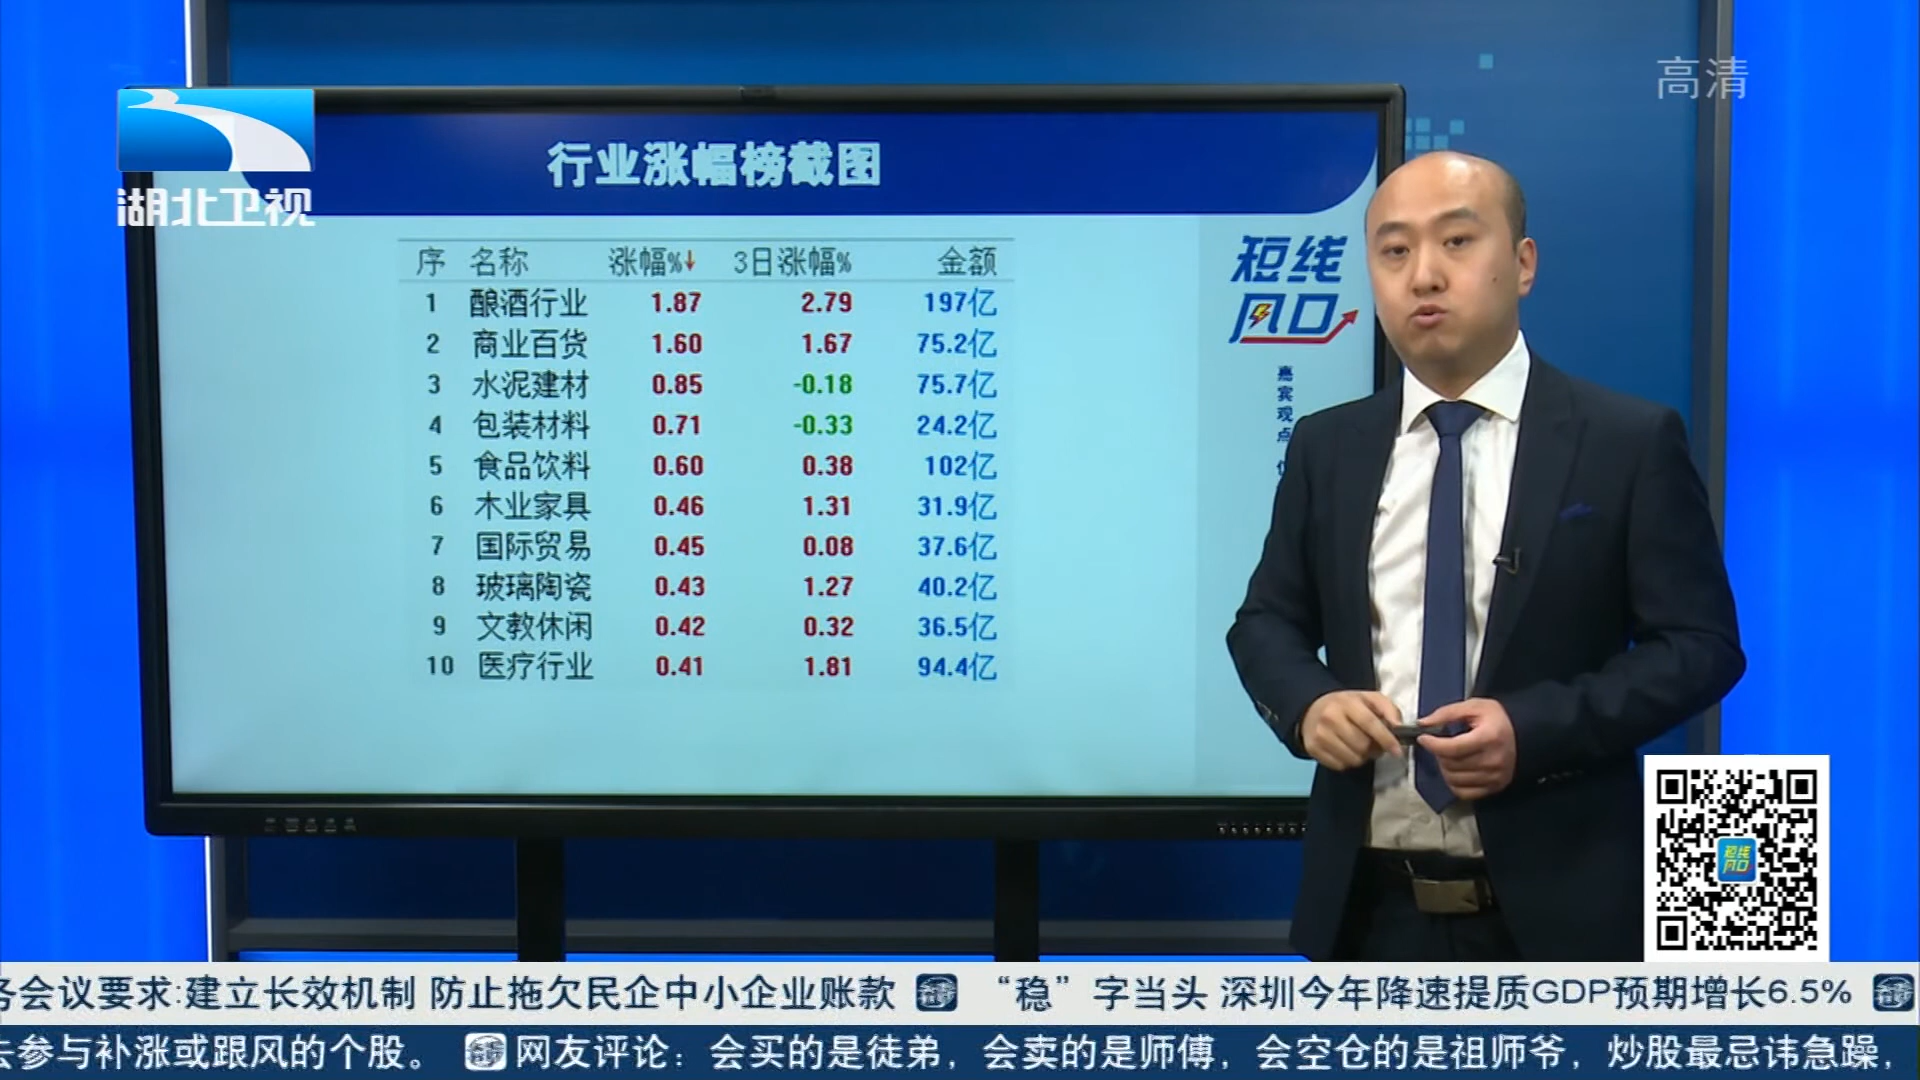 高清
湖北卫视
行业涨幅榜截图
序 名称 涨幅%↓ 3日涨幅% 金额
1 酿酒行业 1.87 2.79 197亿
2 商业百货 1.60 1.67 75.2亿
3 水泥建材 0.85 -0.18 75.7亿
4 包装材料 0.71 -0.33 24.2亿
5 食品饮料 0.60 0.38 102亿
6 木业家具 0.46 1.31 31.9亿
7 国际贸易 0.45 0.08 37.6亿
8 玻璃陶瓷 0.43 1.27 40.2亿
9 文教休闲 0.42 0.32 36.5亿
10 医疗行业 0.41 1.81 94.4亿
短线
风口
嘉宾观点
短线
风口
会议要求:建立长效机制 防止拖欠民企中小企业账款 “稳”字当头 深圳今年降速提质GDP预期增长6.5%
参与补涨或跟风的个股。 网友评论：会买的是徒弟，会卖的是师傅，会空仓的是祖师爷，炒股最忌讳急躁，